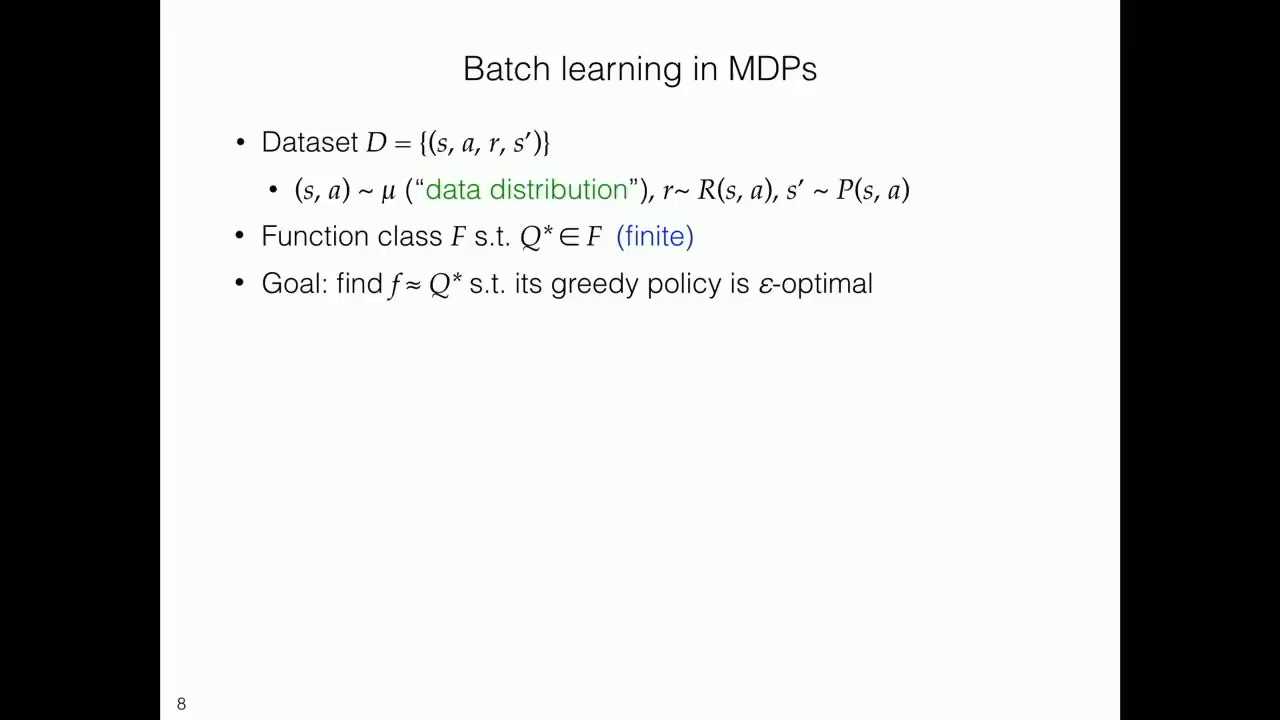 Batch learning in MDPs
• Dataset D = {(s, a, r, s′)}
• (s, a) ~ μ (“data distribution”), r~ R(s, a), s′ ~ P(s, a)
• Function class F s.t. Q* ∈ F (finite)
• Goal: find f ≈ Q* s.t. its greedy policy is ε-optimal
8